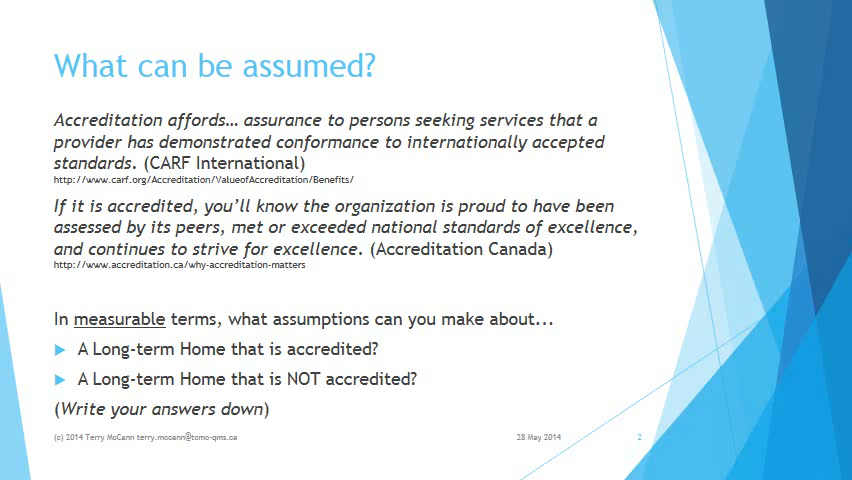 What can be assumed?
Accreditation affords… assurance to persons seeking services that a
provider has demonstrated conformance to internationally accepted
standards. (CARF International)
http://www.carf.org/Accreditation/ValueofAccreditation/Benefits/
If it is accredited, you'll know the organization is proud to have been
assessed by its peers, met or exceeded national standards of excellence,
and continues to strive for excellence. (Accreditation Canada)
http://www.accreditation.ca/why-accreditation-matters
In measurable terms, what assumptions can you make about...
A Long-term Home that is accredited?
A Long-term Home that is NOT accredited?
(Write your answers down)
(c) 2014 Terry McCann terry.mccann@tomc-qms.ca 28 May 2014 2